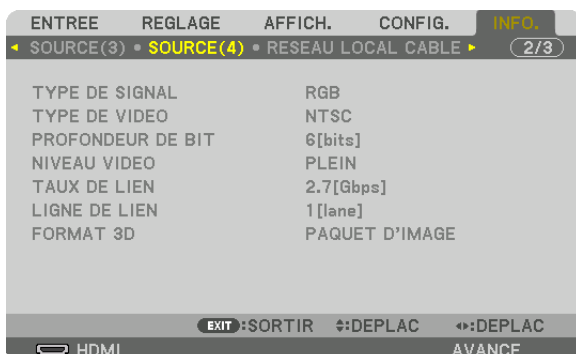 ENTREE REGLAGE AFFICH. CONFIG. INFO.
◄ SOURCE(3) • SOURCE(4) • RESEAU LOCAL CABLE ► 2/3
TYPE DE SIGNAL RGB
TYPE DE VIDEO NTSC
PROFONDEUR DE BIT 6[bits]
NIVEAU VIDEO PLEIN
TAUX DE LIEN 2.7[Gbps]
LIGNE DE LIEN 1[lane]
FORMAT 3D PAQUET D'IMAGE
EXIT:SORTIR :DEPLAC :DEPLAC
HDMI AVANCE